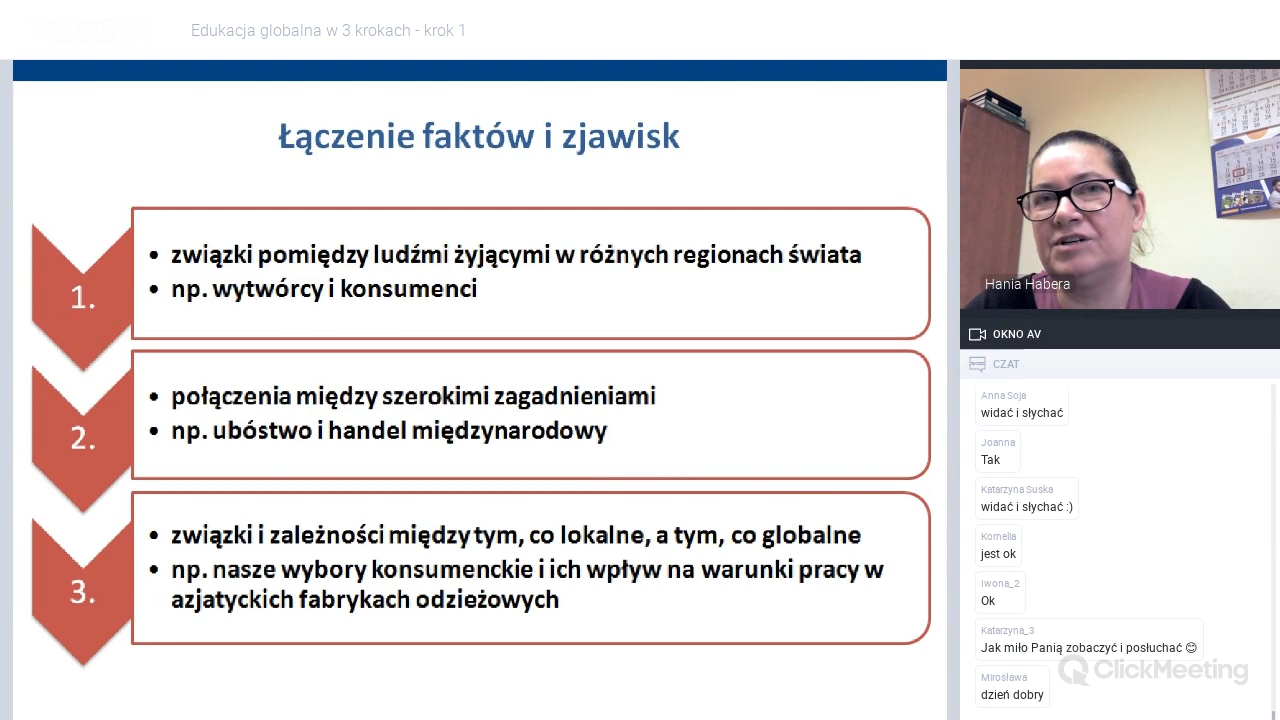 Edukacja globalna w 3 krokach - krok 1
Łączenie faktów i zjawisk
1.
• związki pomiędzy ludźmi żyjącymi w różnych regionach świata
• np. wytwórcy i konsumenci
2.
• połączenia między szerokimi zagadnieniami
• np. ubóstwo i handel międzynarodowy
3.
• związki i zależności między tym, co lokalne, a tym, co globalne
• np. nasze wybory konsumenckie i ich wpływ na warunki pracy w
azjatyckich fabrykach odzieżowych
Hania Habera
OKNO AV
CZAT
Anna Soja
widać i słychać
Joanna
Tak
Katarzyna Suska
widać i słychać :)
Kornelia
jest ok
Iwona_2
Ok
Katarzyna_3
Jak miło Panią zobaczyć i posłuchać 😊
Mirosława
dzień dobry
ClickMeeting